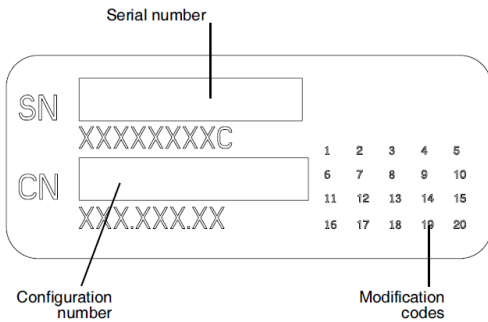 Serial number
SN
XXXXXXXXC
CN
XXX.XXX.XX
1 2 3 4 5
6 7 8 9 10
11 12 13 14 15
16 17 18 19 20
Configuration
number
Modification
codes